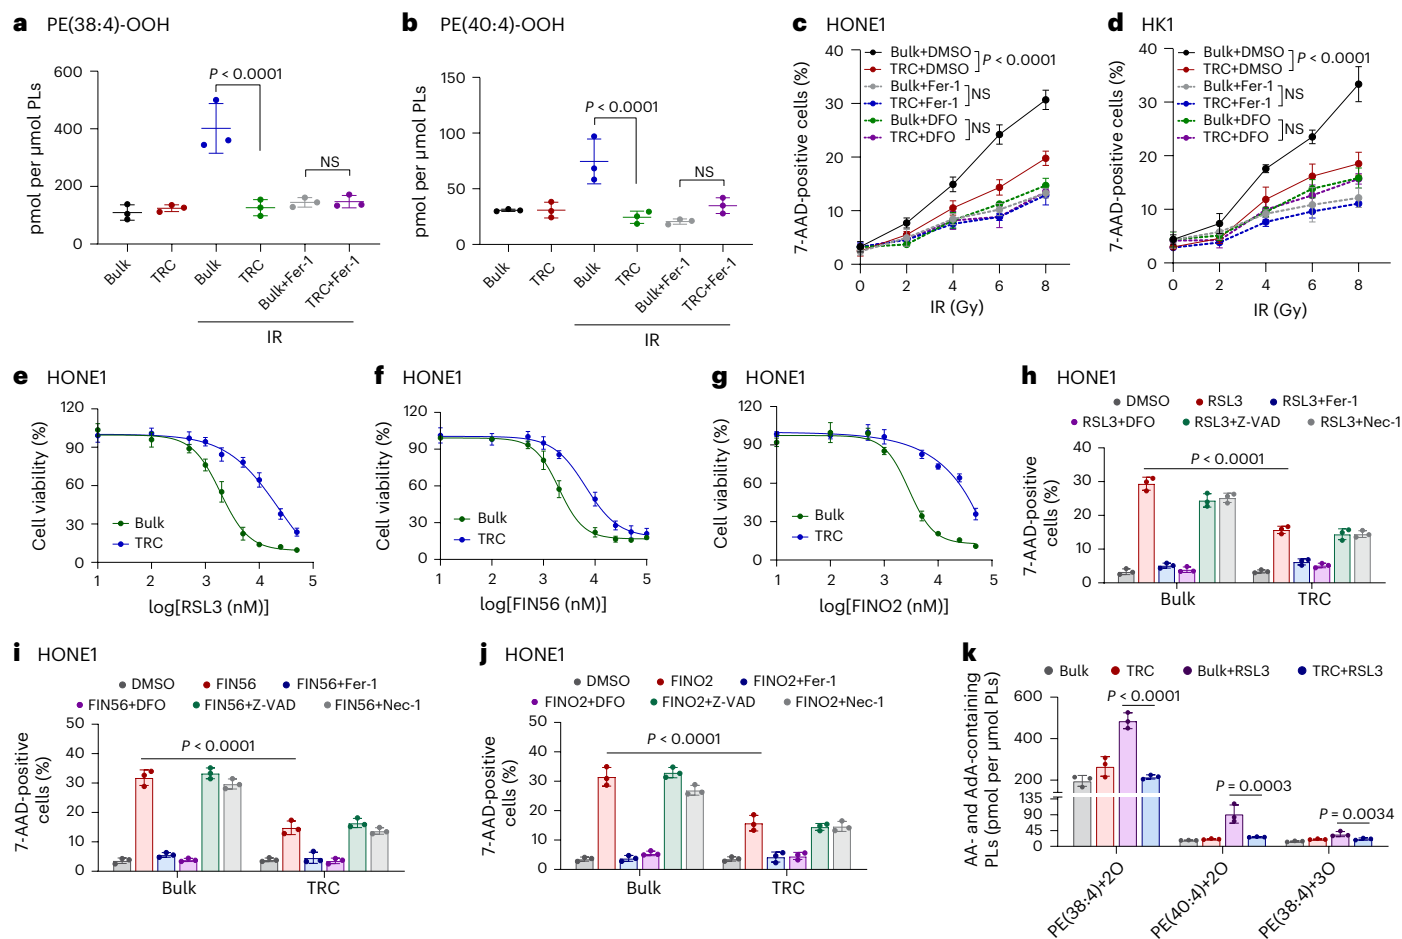 a PE(38:4)-OOH
pmol per μmol PLs
600
400
200
0
P < 0.0001
NS
Bulk
TRC
Bulk
TRC
Bulk+Fer-1
TRC+Fer-1
IR
b PE(40:4)-OOH
pmol per μmol PLs
150
100
50
0
P < 0.0001
NS
Bulk
TRC
Bulk
TRC
Bulk+Fer-1
TRC+Fer-1
IR
c HONE1
7-AAD-positive cells (%)
40
30
20
10
0
Bulk+DMSO
TRC+DMSO
P < 0.0001
Bulk+Fer-1
TRC+Fer-1
NS
Bulk+DFO
TRC+DFO
NS
0 2 4 6 8
IR (Gy)
d HK1
7-AAD-positive cells (%)
40
30
20
10
0
Bulk+DMSO
TRC+DMSO
P < 0.0001
Bulk+Fer-1
TRC+Fer-1
NS
Bulk+DFO
TRC+DFO
NS
0 2 4 6 8
IR (Gy)
e HONE1
Cell viability (%)
120
90
60
30
0
Bulk
TRC
1 2 3 4 5
log[RSL3 (nM)]
f HONE1
Cell viability (%)
120
90
60
30
0
Bulk
TRC
1 2 3 4 5
log[FIN56 (nM)]
g HONE1
Cell viability (%)
120
90
60
30
0
Bulk
TRC
1 2 3 4 5
log[FINO2 (nM)]
h HONE1
DMSO RSL3 RSL3+Fer-1
RSL3+DFO RSL3+Z-VAD RSL3+Nec-1
7-AAD-positive
cells (%)
40
30
20
10
0
P < 0.0001
Bulk TRC
i HONE1
DMSO FIN56 FIN56+Fer-1
FIN56+DFO FIN56+Z-VAD FIN56+Nec-1
7-AAD-positive
cells (%)
50
40
30
20
10
0
P < 0.0001
Bulk TRC
j HONE1
DMSO FINO2 FINO2+Fer-1
FINO2+DFO FINO2+Z-VAD FINO2+Nec-1
7-AAD-positive
cells (%)
50
40
30
20
10
0
P < 0.0001
Bulk TRC
k
Bulk TRC Bulk+RSL3 TRC+RSL3
AA- and AdA-containing
PLs (pmol per μmol PLs)
600
400
200
135
90
45
0
P < 0.0001
P = 0.0003
P = 0.0034
PE(38:4)+2O
PE(40:4)+2O
PE(38:4)+3O